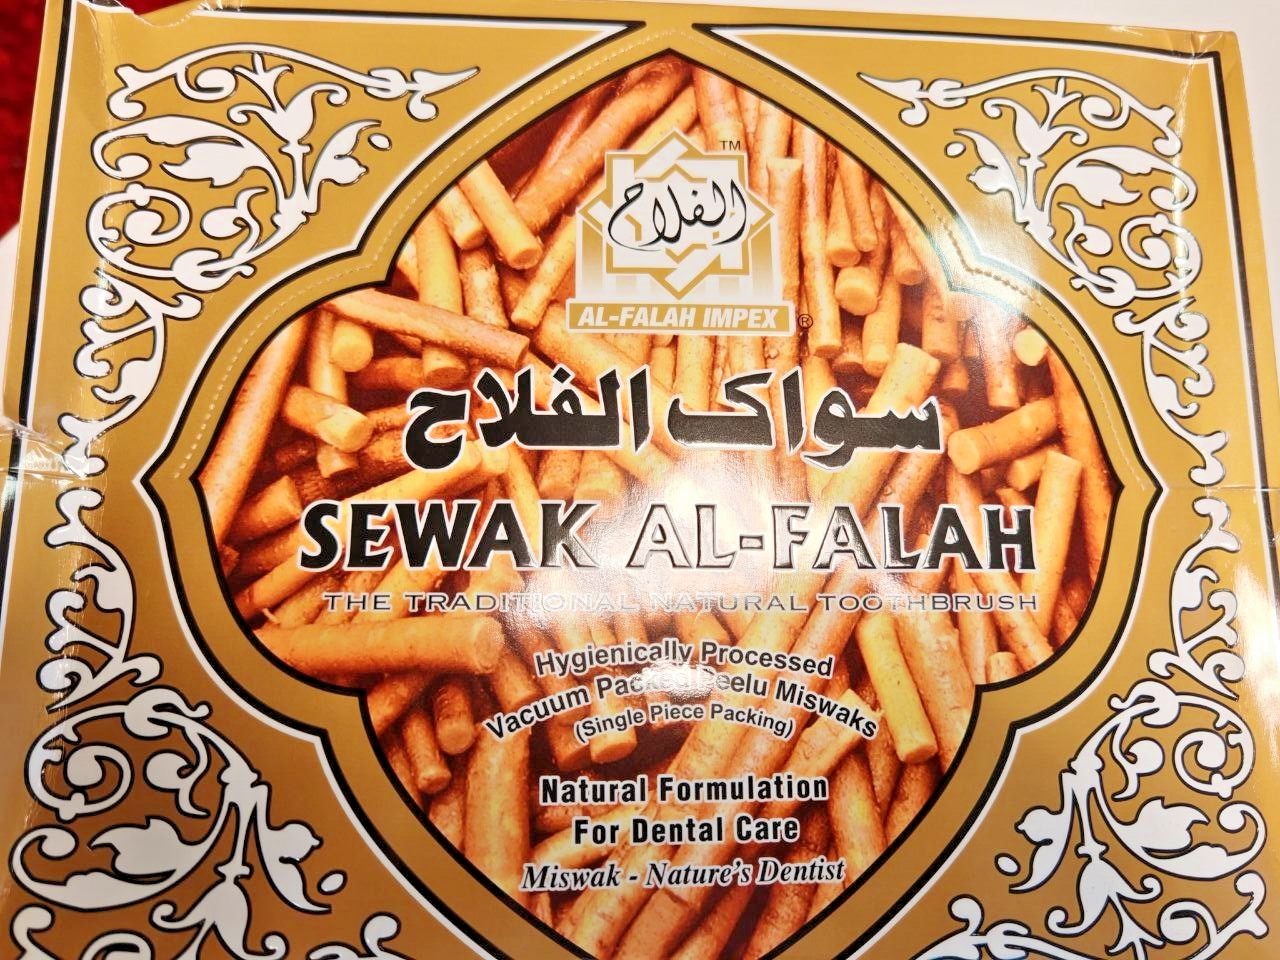 TM
الفلاح
AL-FALAH IMPEX ®
سواک الفلاح
SEWAK AL-FALAH
THE TRADITIONAL NATURAL TOOTHBRUSH
Hygienically Processed
Vacuum Packed Peelu Miswaks
(Single Piece Packing)
Natural Formulation
For Dental Care
Miswak - Nature's Dentist